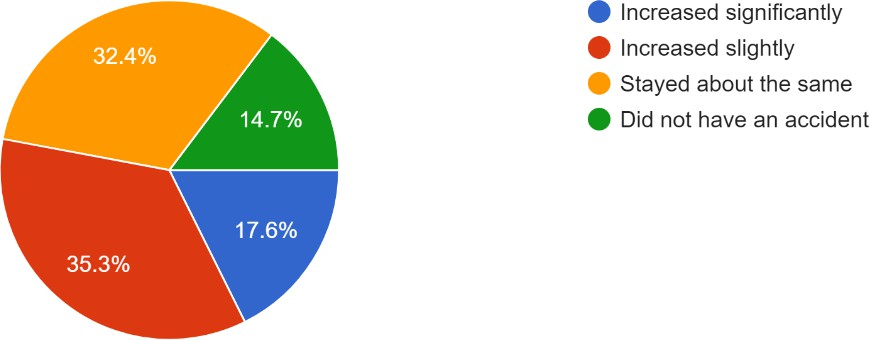 32.4%
14.7%
17.6%
35.3%
Increased significantly
Increased slightly
Stayed about the same
Did not have an accident